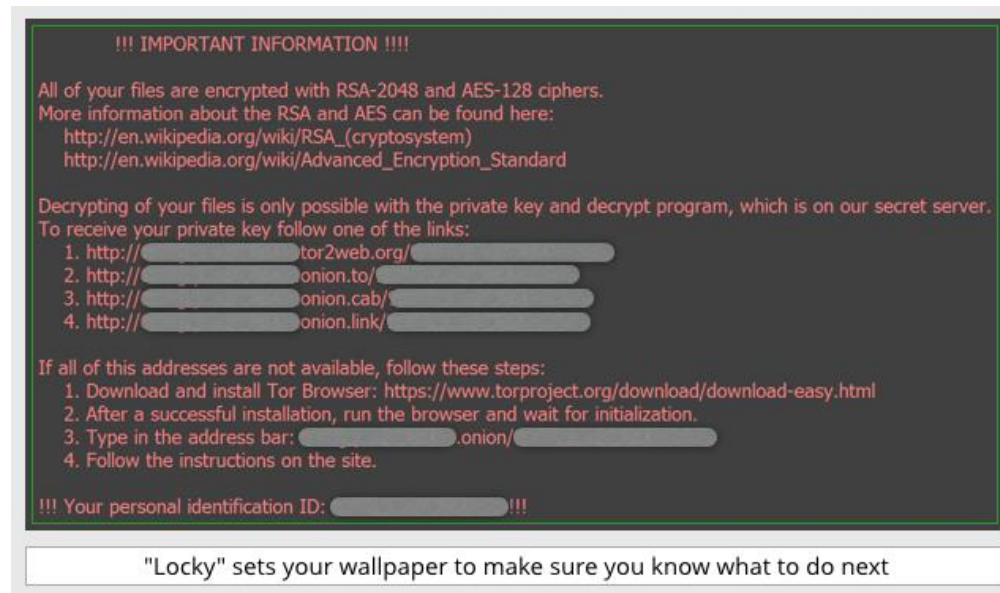 !!! IMPORTANT INFORMATION !!!!
All of your files are encrypted with RSA-2048 and AES-128 ciphers.
More information about the RSA and AES can be found here:
http://en.wikipedia.org/wiki/RSA_(cryptosystem)
http://en.wikipedia.org/wiki/Advanced_Encryption_Standard
Decrypting of your files is only possible with the private key and decrypt program, which is on our secret server.
To receive your private key follow one of the links:
1. http://tor2web.org/
2. http://onion.to/
3. http://onion.cab/
4. http://onion.link/
If all of this addresses are not available, follow these steps:
1. Download and install Tor Browser: https://www.torproject.org/download/download-easy.html
2. After a successful installation, run the browser and wait for initialization.
3. Type in the address bar: .onion/
4. Follow the instructions on the site.
!!! Your personal identification ID: !!!
"Locky" sets your wallpaper to make sure you know what to do next